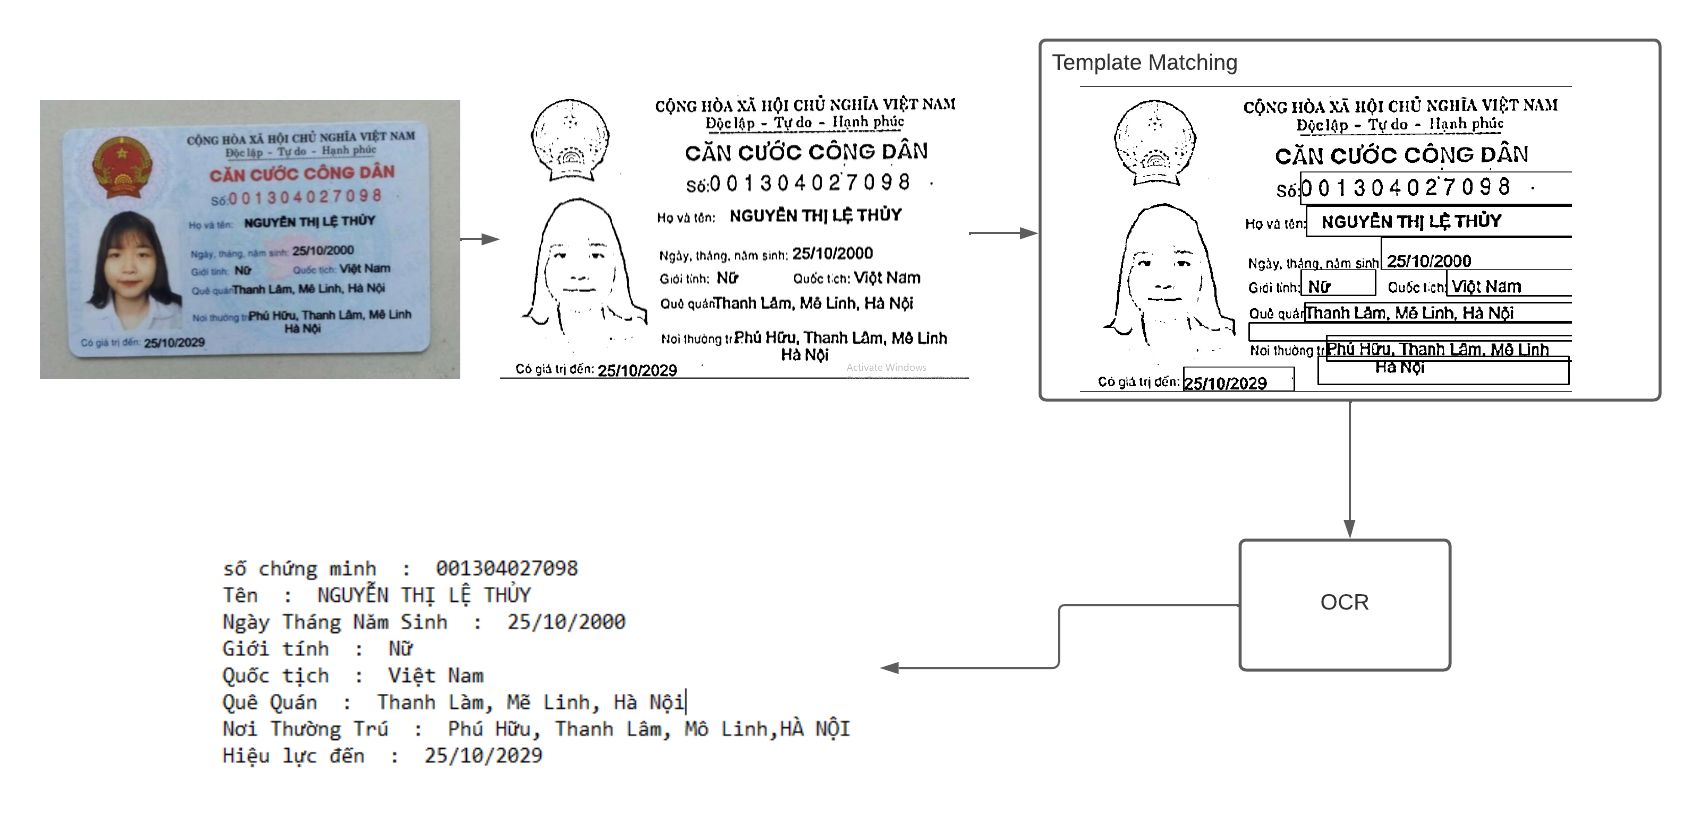 CỘNG HÒA XÃ HỘI CHỦ NGHĨA VIỆT NAM
Độc lập - Tự do - Hạnh phúc
CĂN CƯỚC CÔNG DÂN
Số: 001304027098
Họ và tên: NGUYỄN THỊ LỆ THỦY
Ngày, tháng, năm sinh: 25/10/2000
Giới tính: Nữ Quốc tịch: Việt Nam
Quê quán Thanh Lâm, Mê Linh, Hà Nội
Nơi thường tr Phú Hữu, Thanh Lâm, Mê Linh
Hà Nội
Có giá trị đến: 25/10/2029
CỘNG HÒA XÃ HỘI CHỦ NGHĨA VIỆT NAM
Độc lập - Tự do - Hạnh phúc
CĂN CƯỚC CÔNG DÂN
Số: 001304027098
Họ và tên: NGUYỄN THỊ LỆ THỦY
Ngày, tháng, năm sinh: 25/10/2000
Giới tính: Nữ Quốc tịch: Việt Nam
Quê quán Thanh Lâm, Mê Linh, Hà Nội
Nơi thường tr Phú Hữu, Thanh Lâm, Mê Linh
Hà Nội
Có giá trị đến: 25/10/2029
Activate Windows
Template Matching
CỘNG HÒA XÃ HỘI CHỦ NGHĨA VIỆT NAM
Độc lập - Tự do - Hạnh phúc
CĂN CƯỚC CÔNG DÂN
Số: 001304027098
Họ và tên: NGUYỄN THỊ LỆ THỦY
Ngày, tháng, năm sinh 25/10/2000
Giới tính: Nữ Quốc tịch: Việt Nam
Quê quán Thanh Lâm, Mê Linh, Hà Nội
Nơi thường tr Phú Hữu, Thanh Lâm, Mê Linh
Hà Nội
Có giá trị đến: 25/10/2029
OCR
số chứng minh : 001304027098
Tên : NGUYỄN THỊ LỆ THỦY
Ngày Tháng Năm Sinh : 25/10/2000
Giới tính : Nữ
Quốc tịch : Việt Nam
Quê Quán : Thanh Làm, Mẽ Linh, Hà Nội
Nơi Thường Trú : Phú Hữu, Thanh Lâm, Mô Linh,HÀ NỘI
Hiệu lực đến : 25/10/2029